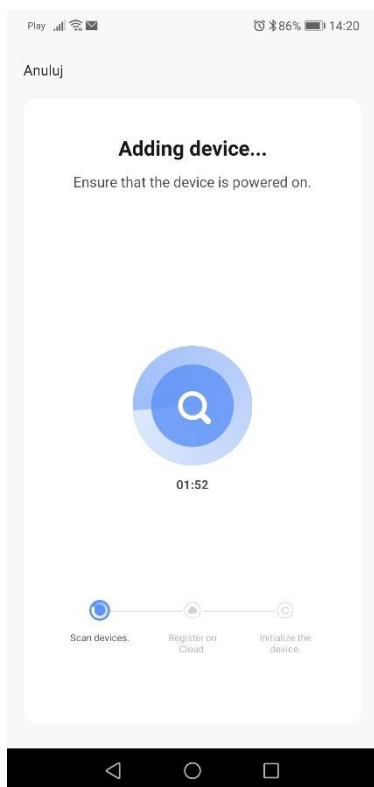 Play 86% 14:20
Anuluj
Adding device...
Ensure that the device is powered on.
01:52
Scan devices.
Register on
Cloud.
Initialize the
device.